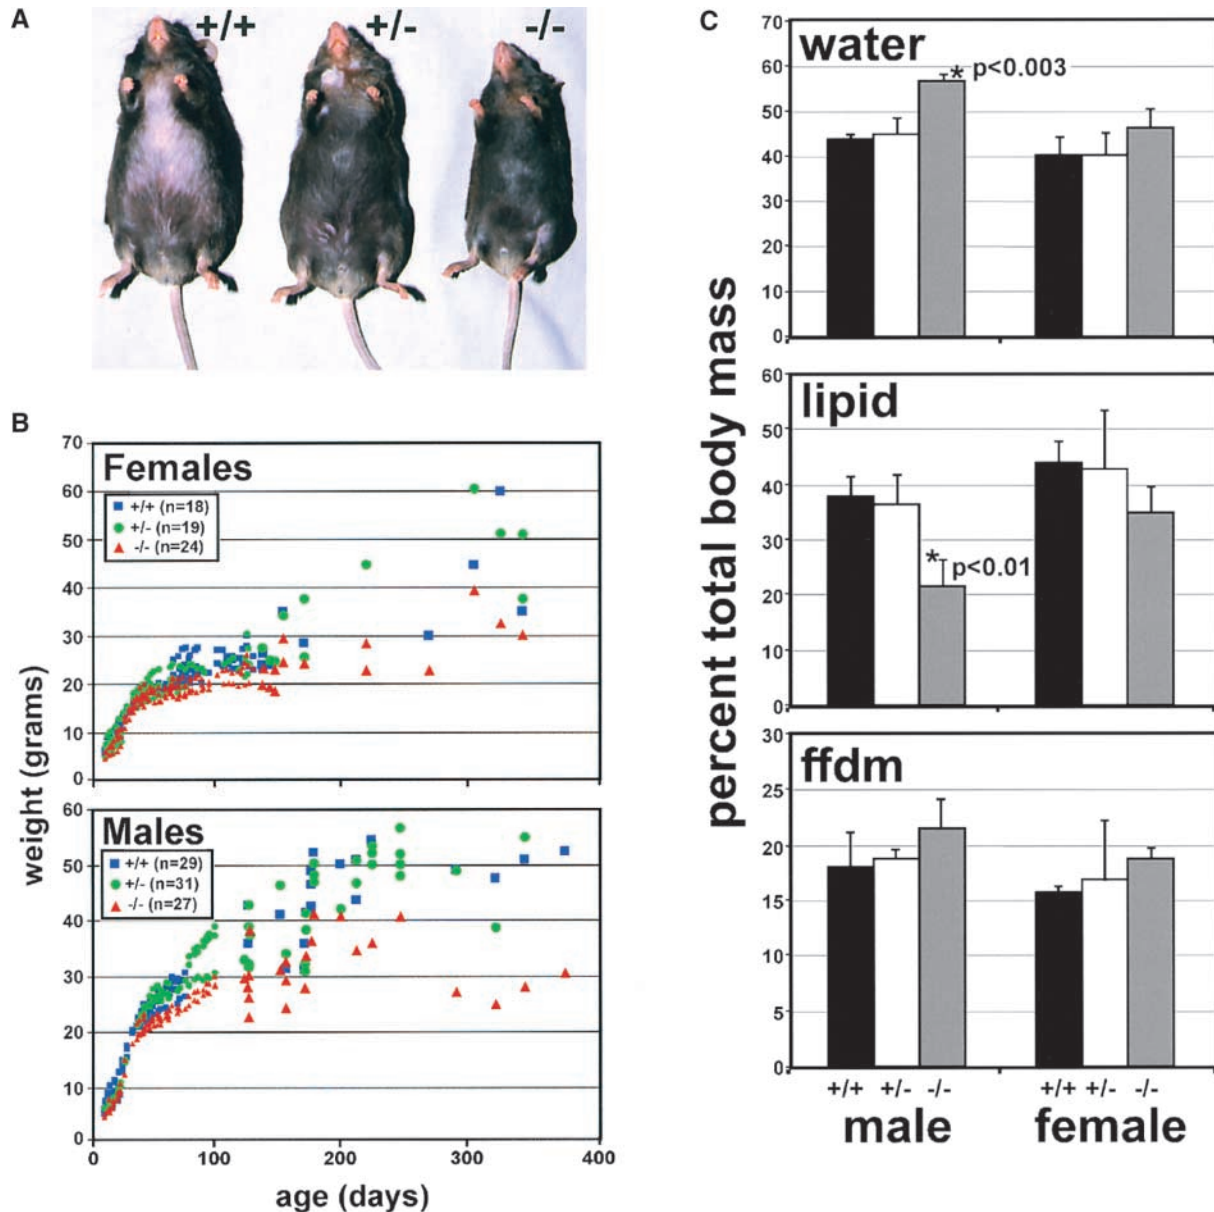 A
+/+
+/-
-/-
B
70
60
50
40
30
20
10
0
Females
+/+ (n=18)
+/- (n=19)
-/- (n=24)
weight (grams)
60
50
40
30
20
10
0
Males
+/+ (n=29)
+/- (n=31)
-/- (n=27)
0
100
200
300
400
age (days)
C
percent total body mass
70
60
50
40
30
20
10
0
water
* p<0.003
60
50
40
30
20
10
0
lipid
* p<0.01
30
25
20
15
10
5
0
ffdm
+/+ +/- -/-
+/+ +/- -/-
male
female